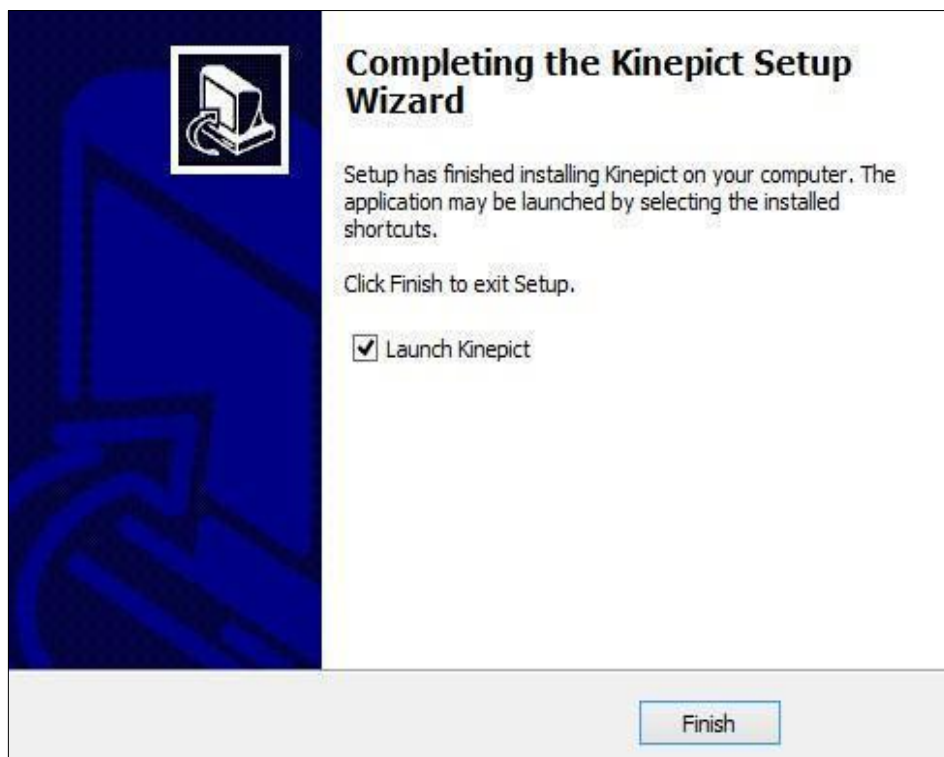 Completing the Kinepict Setup
Wizard
Setup has finished installing Kinepict on your computer. The
application may be launched by selecting the installed
shortcuts.
Click Finish to exit Setup.
Launch Kinepict
Finish